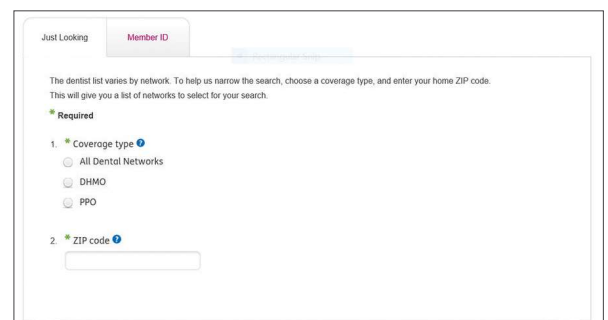 Just Looking
Member ID
The dentist list varies by network. To help us narrow the search, choose a coverage type, and enter your home ZIP code.
This will give you a list of networks to select for your search.
* Required
1. * Coverage type ?
All Dental Networks
DHMO
PPO
2. * ZIP code ?